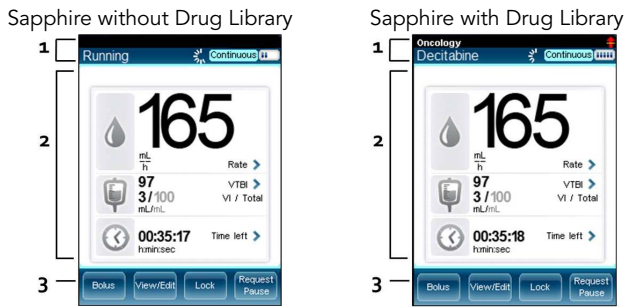 Sapphire without Drug Library
1
Running
Continuous
2
165
mL
h
Rate
97
VTBI
3/100
VI / Total
mL/mL
00:35:17
Time left
h:min:sec
3
Bolus
View/Edit
Lock
Request
Pause
Sapphire with Drug Library
1
Oncology
Decitabine
Continuous
2
165
mL
h
Rate
97
VTBI
3/100
VI / Total
mL/mL
00:35:18
Time left
h:min:sec
3
Bolus
View/Edit
Lock
Request
Pause